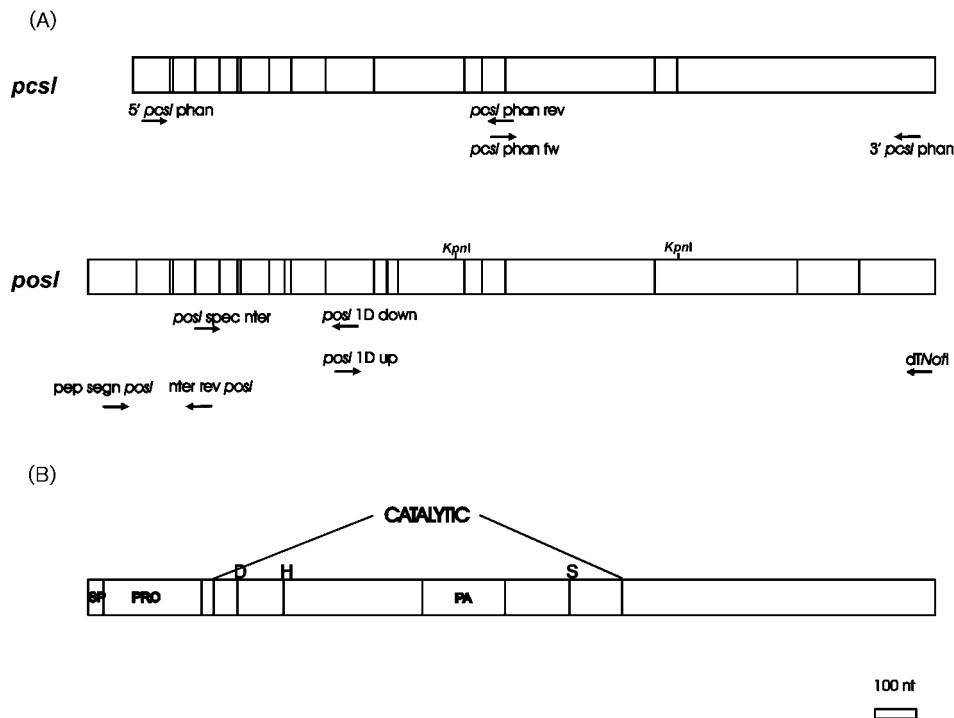 (A)
pcsl
5' pcsl phan
pcsl phan rev
pcsl phan fw
3' pcsl phan
posl
KpnI
KpnI
posl spec nter
posl 1D down
posl 1D up
dTNotI
pep segn posl
nter rev posl
(B)
CATALYTIC
D
H
S
SP
PRO
PA
100 nt